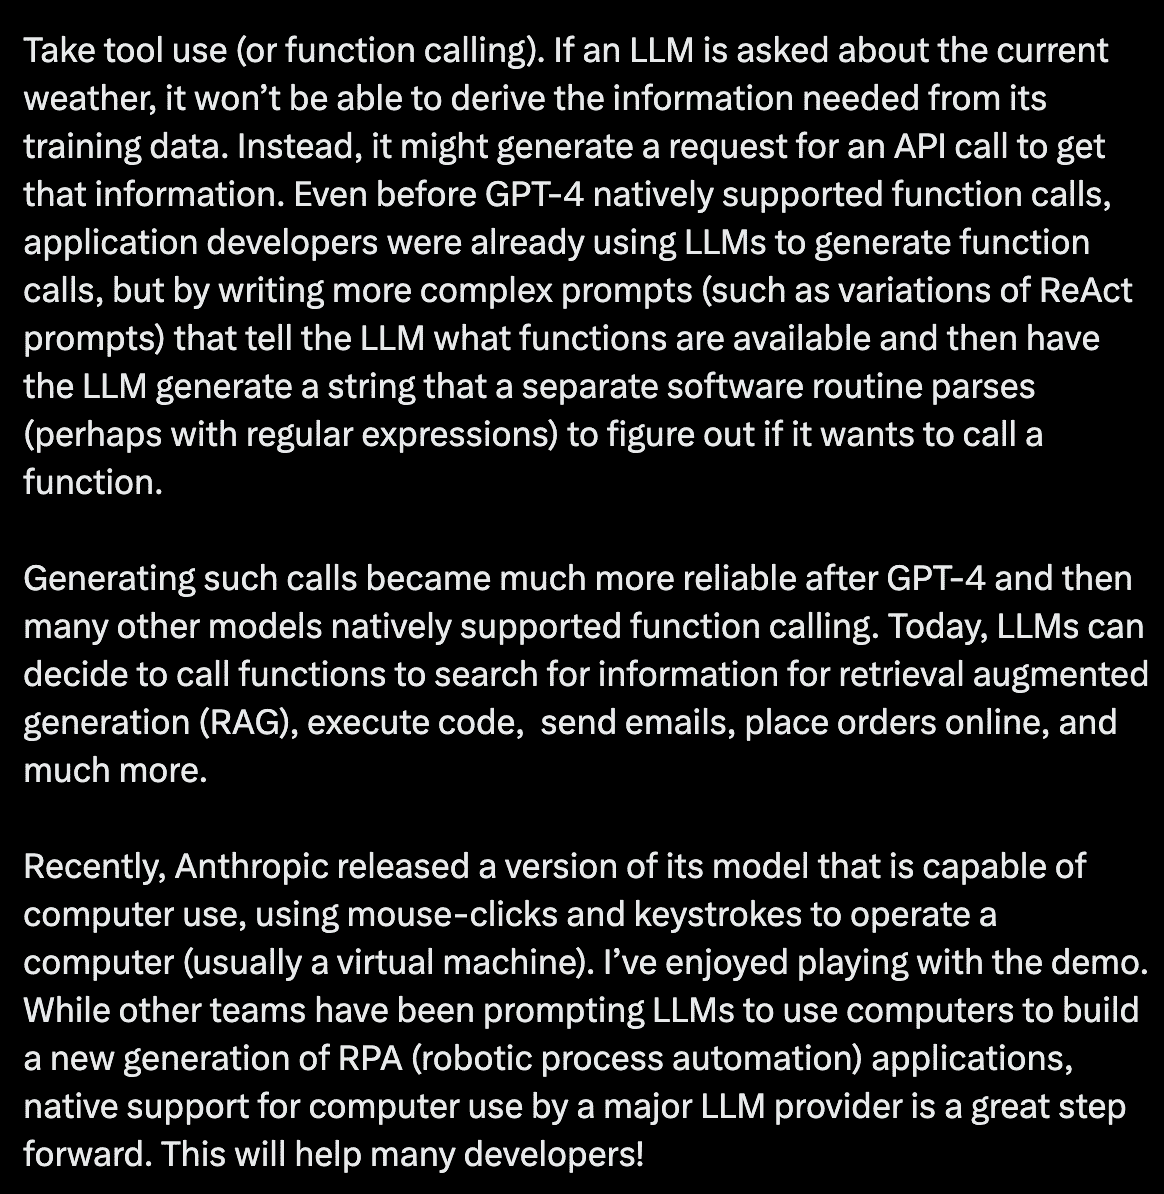 Take tool use (or function calling). If an LLM is asked about the current
weather, it won’t be able to derive the information needed from its
training data. Instead, it might generate a request for an API call to get
that information. Even before GPT-4 natively supported function calls,
application developers were already using LLMs to generate function
calls, but by writing more complex prompts (such as variations of ReAct
prompts) that tell the LLM what functions are available and then have
the LLM generate a string that a separate software routine parses
(perhaps with regular expressions) to figure out if it wants to call a
function.
Generating such calls became much more reliable after GPT-4 and then
many other models natively supported function calling. Today, LLMs can
decide to call functions to search for information for retrieval augmented
generation (RAG), execute code,  send emails, place orders online, and
much more.
Recently, Anthropic released a version of its model that is capable of
computer use, using mouse-clicks and keystrokes to operate a
computer (usually a virtual machine). I’ve enjoyed playing with the demo.
While other teams have been prompting LLMs to use computers to build
a new generation of RPA (robotic process automation) applications,
native support for computer use by a major LLM provider is a great step
forward. This will help many developers!